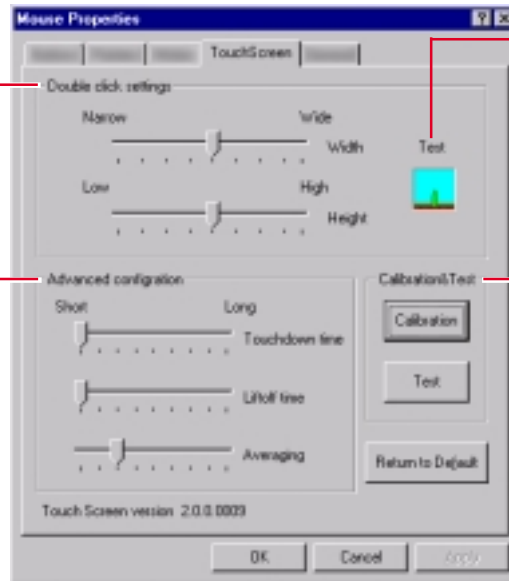 Mouse Properties
TouchScreen
Double click settings
Narrow Wide
Width
Test
Low High
Height
Advanced configration
Short Long
Touchdown time
Liftoff time
Averaging
Calibration&Test
Calibration
Test
Return to Default
Touch Screen version 2.0.0.0009
OK Cancel Apply